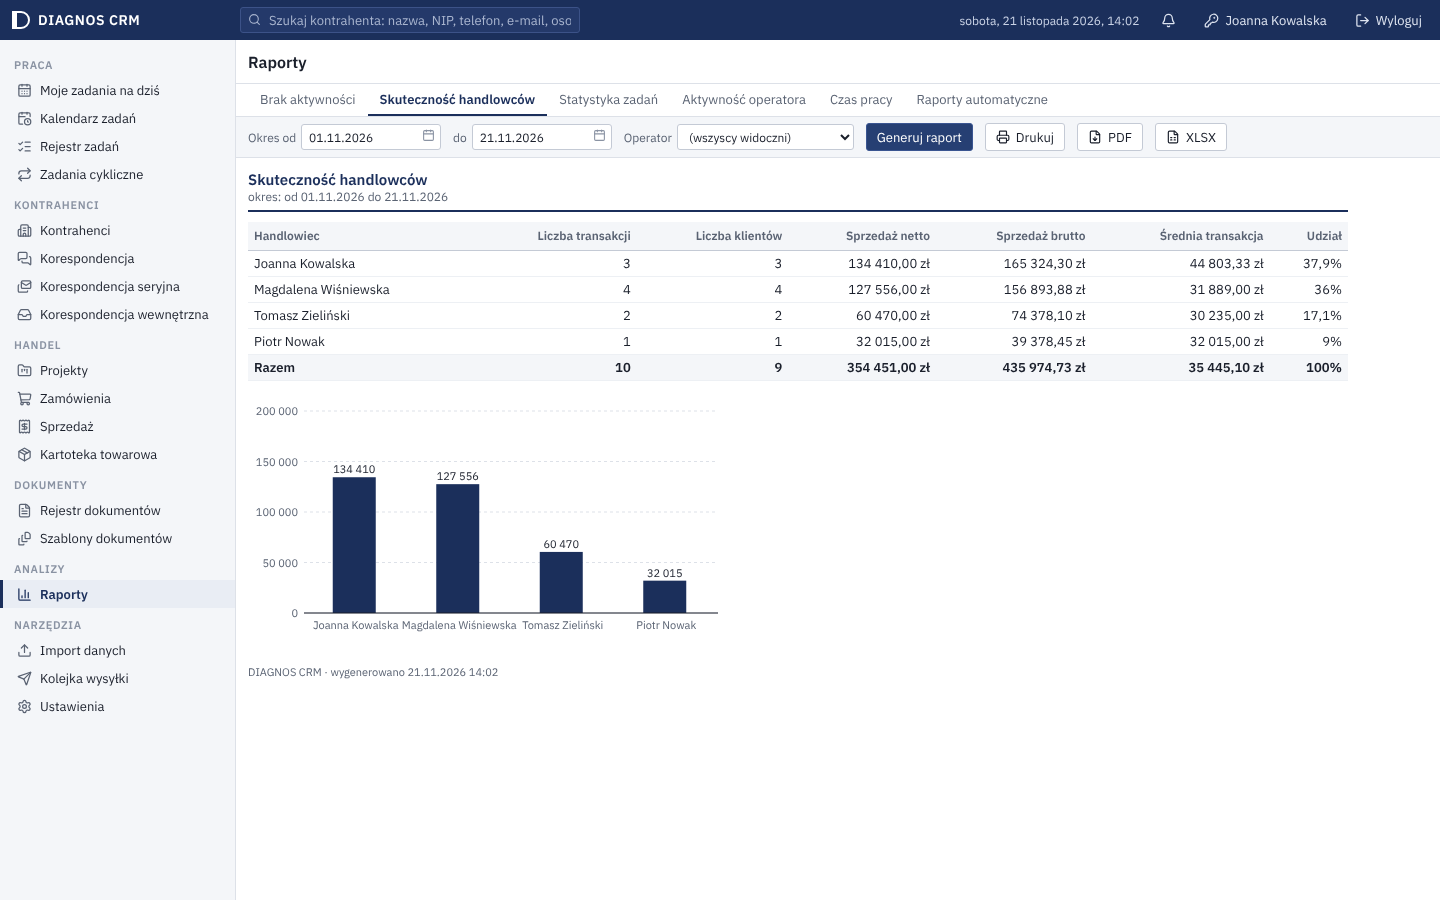 DIAGNOS CRM
Szukaj kontrahenta: nazwa, NIP, telefon, e-mail, oso
sobota, 21 listopada 2026, 14:02
Joanna Kowalska
Wyloguj
PRACA
Moje zadania na dziś
Kalendarz zadań
Rejestr zadań
Zadania cykliczne
KONTRAHENCI
Kontrahenci
Korespondencja
Korespondencja seryjna
Korespondencja wewnętrzna
HANDEL
Projekty
Zamówienia
Sprzedaż
Kartoteka towarowa
DOKUMENTY
Rejestr dokumentów
Szablony dokumentów
ANALIZY
Raporty
NARZĘDZIA
Import danych
Kolejka wysyłki
Ustawienia
Raporty
Brak aktywności Skuteczność handlowców Statystyka zadań Aktywność operatora Czas pracy Raporty automatyczne
Okres od 01.11.2026 do 21.11.2026 Operator (wszyscy widoczni) Generuj raport Drukuj PDF XLSX
Skuteczność handlowców
okres: od 01.11.2026 do 21.11.2026
Handlowiec Liczba transakcji Liczba klientów Sprzedaż netto Sprzedaż brutto Średnia transakcja Udział
Joanna Kowalska 3 3 134 410,00 zł 165 324,30 zł 44 803,33 zł 37,9%
Magdalena Wiśniewska 4 4 127 556,00 zł 156 893,88 zł 31 889,00 zł 36%
Tomasz Zieliński 2 2 60 470,00 zł 74 378,10 zł 30 235,00 zł 17,1%
Piotr Nowak 1 1 32 015,00 zł 39 378,45 zł 32 015,00 zł 9%
Razem 10 9 354 451,00 zł 435 974,73 zł 35 445,10 zł 100%
200 000
150 000
100 000
50 000
0
134 410
127 556
60 470
32 015
Joanna Kowalska Magdalena Wiśniewska Tomasz Zieliński Piotr Nowak
DIAGNOS CRM · wygenerowano 21.11.2026 14:02